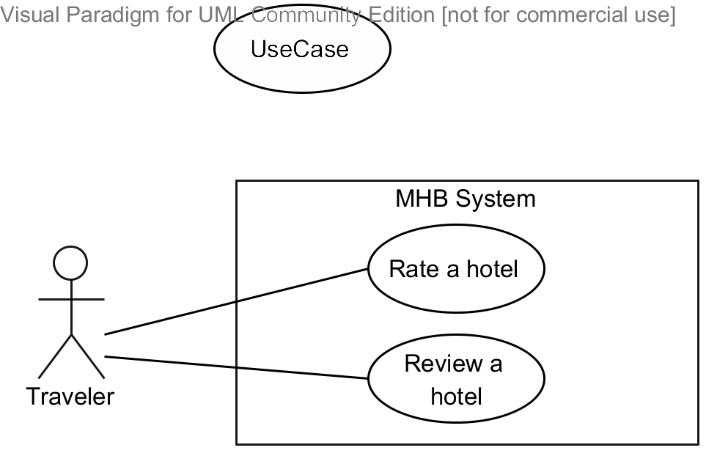 Visual Paradigm for UML Community Edition [not for commercial use]
UseCase
MHB System
Rate a hotel
Review a
hotel
Traveler